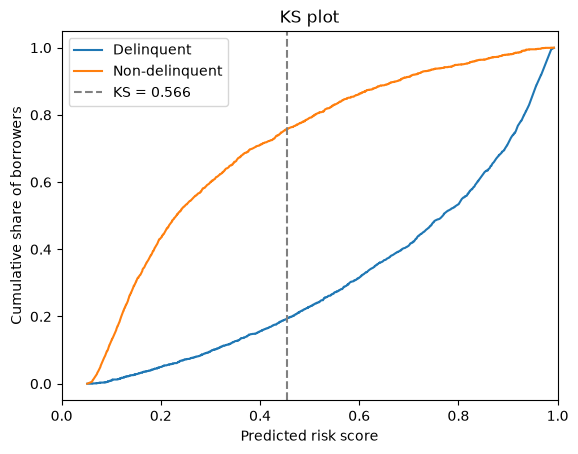 KS plot
Delinquent
Non-delinquent
KS = 0.566
Cumulative share of borrowers
1.0
0.8
0.6
0.4
0.2
0.0
0.0 0.2 0.4 0.6 0.8 1.0
Predicted risk score